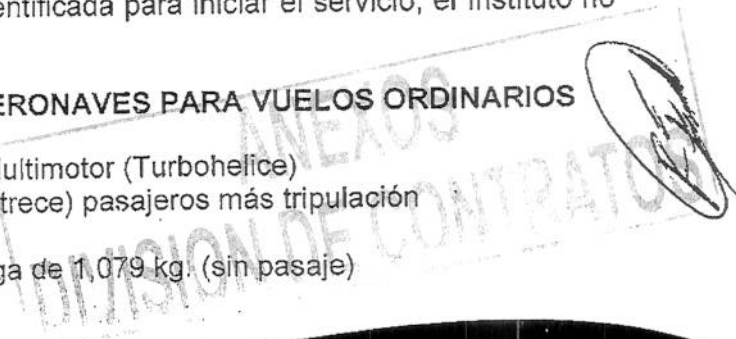 entificada para iniciar el servicio, el Instituto no
ERONAVES PARA VUELOS ORDINARIOS
ANEXOS
ultimotor (Turbohelice)
trece) pasajeros más tripulación
DIVISION DE CONTRATOS
ga de 1,079 kg. (sin pasaje)